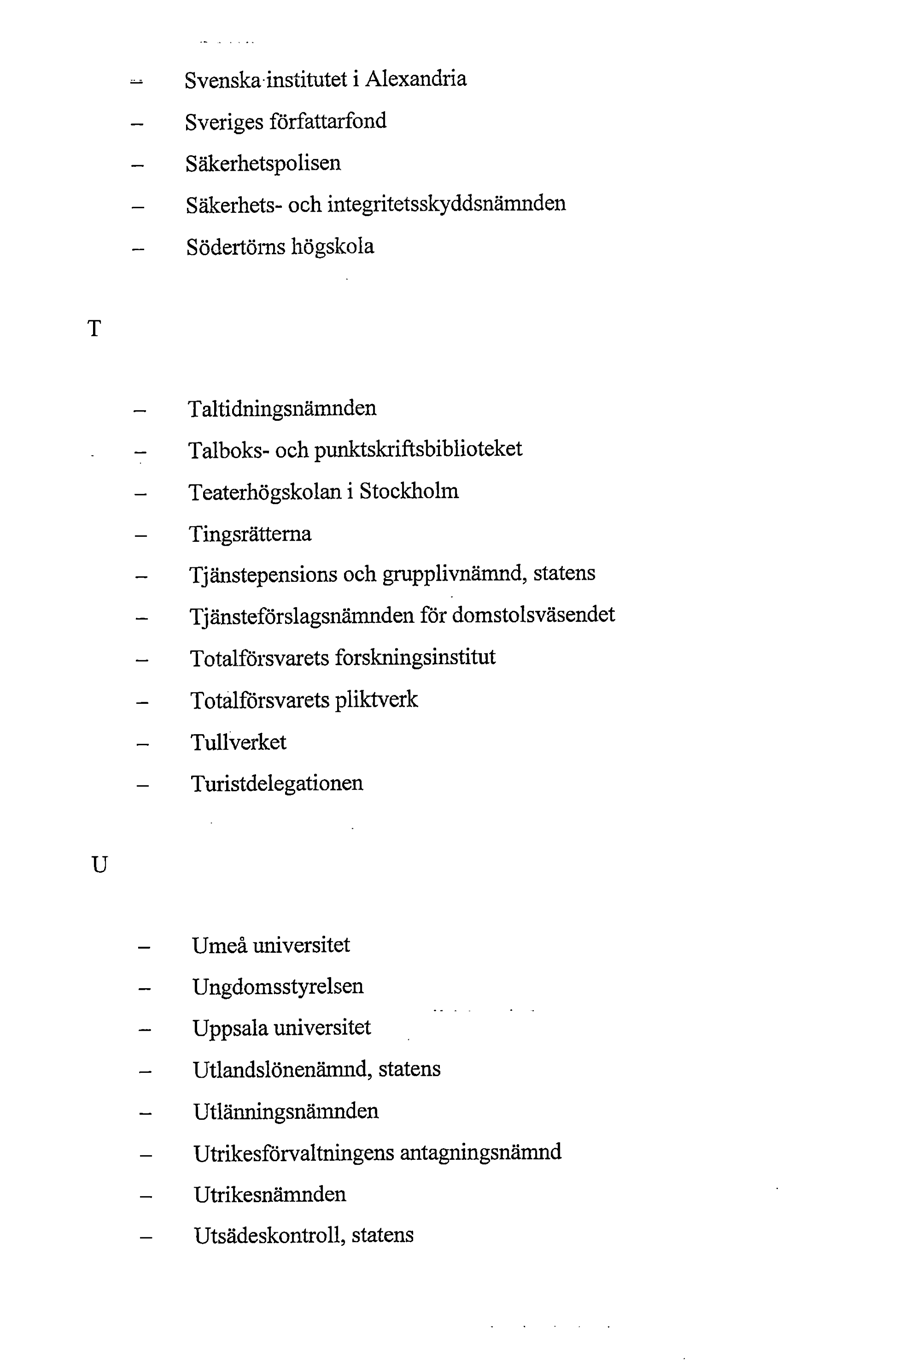 – Svenska institutet i Alexandria
– Sveriges författarfond
– Säkerhetspolisen
– Säkerhets- och integritetsskyddsnämnden
– Södertörns högskola
T
– Taltidningsnämnden
– Talboks- och punktskriftsbiblioteket
– Teaterhögskolan i Stockholm
– Tingsrätterna
– Tjänstepensions och grupplivnämnd, statens
– Tjänsteförslagsnämnden för domstolsväsendet
– Totalförsvarets forskningsinstitut
– Totalförsvarets pliktverk
– Tullverket
– Turistdelegationen
U
– Umeå universitet
– Ungdomsstyrelsen
– Uppsala universitet
– Utlandslönenämnd, statens
– Utlänningsnämnden
– Utrikesförvaltningens antagningsnämnd
– Utrikesnämnden
– Utsädeskontroll, statens